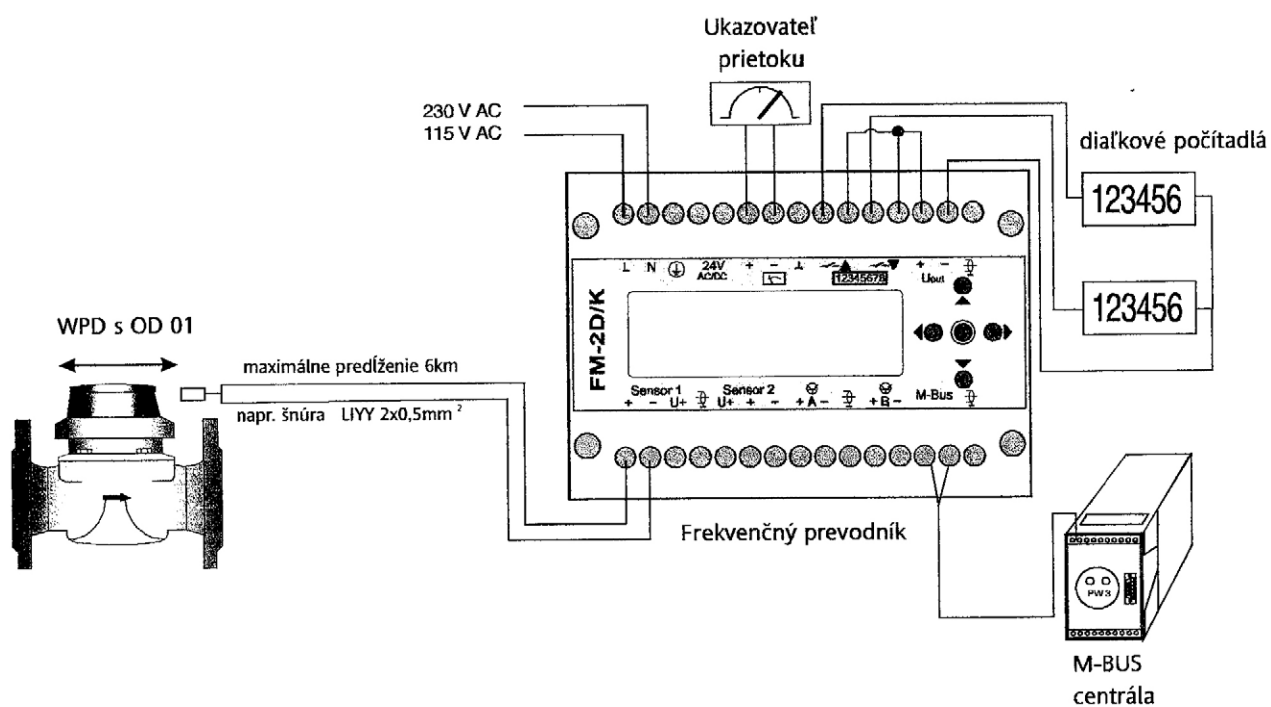 Ukazovateľ
prietoku
230 V AC
115 V AC
diaľkové počítadlá
123456
123456
L N 24V AC/DC + − + −
12345678 Uout
FM-2D/K
Sensor 1 Sensor 2
+ − U+ U+ + − + A − + B − M-Bus
WPD s OD 01
maximálne predĺženie 6km
napr. šnúra LIYY 2x0,5mm²
Frekvenčný prevodník
PW3
M-BUS
centrála